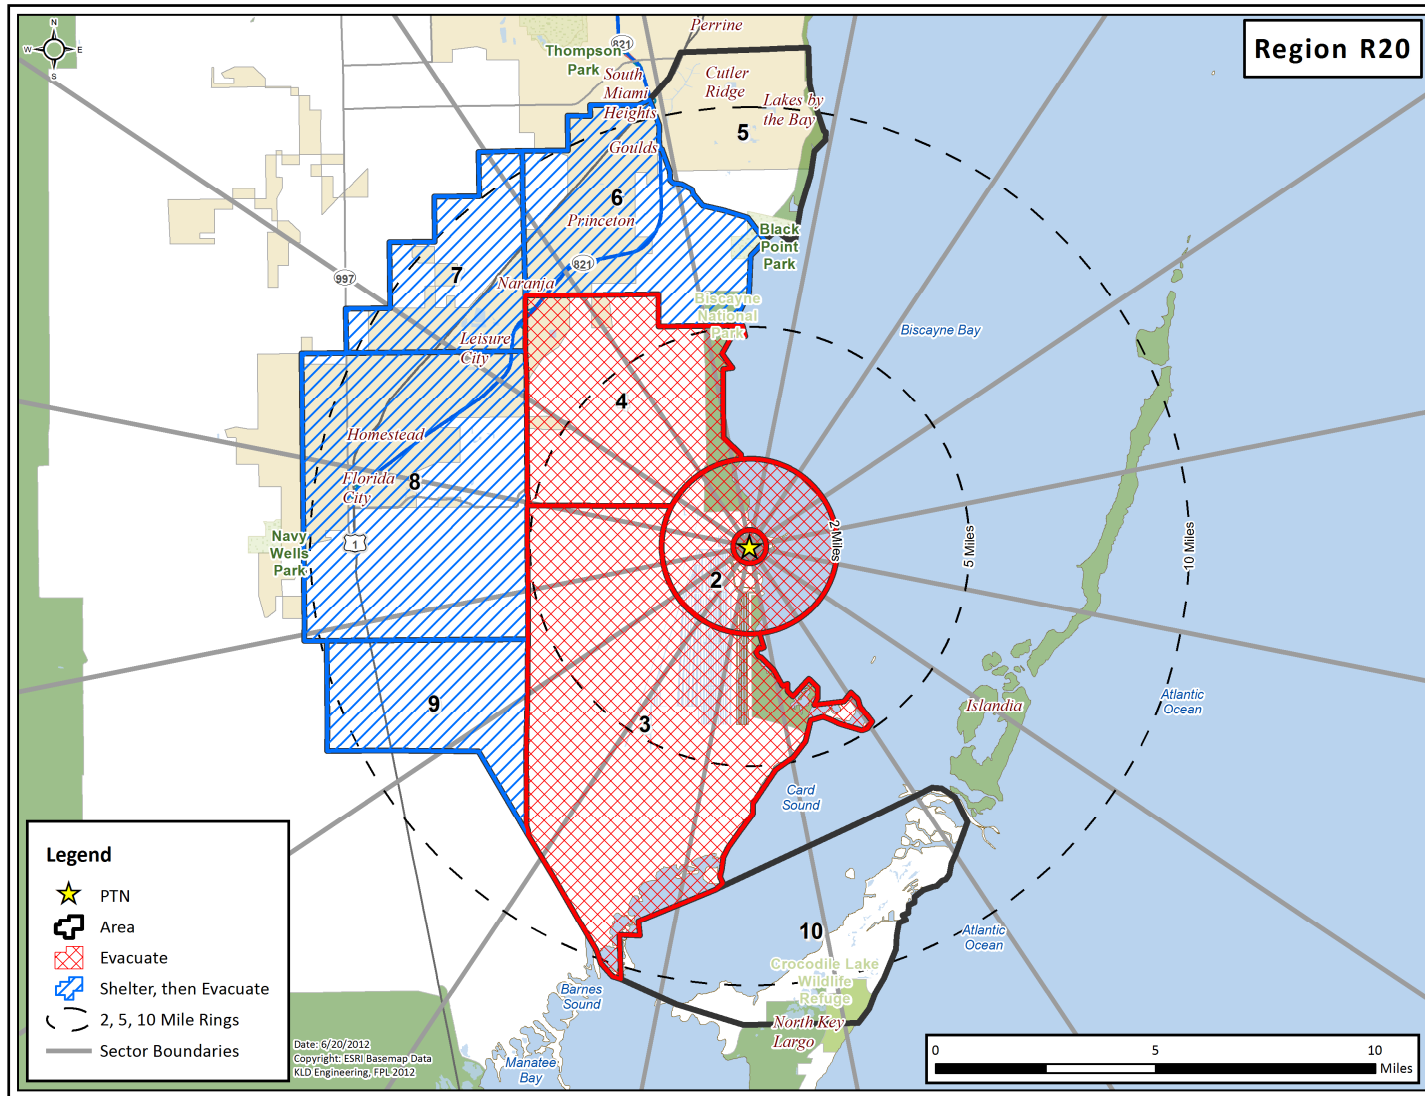 Region R20
N
W
E
S
Perrine
821
Thompson
Park
South
Miami
Heights
Cutler
Ridge
Lakes by
the Bay
5
Goulds
6
Princeton
Black
Point
Park
821
997
7
Naranja
Biscayne
National
Park
Biscayne Bay
Leisure
City
4
Homestead
Florida
City
8
Navy
Wells
Park
1
2 Miles
5 Miles
10 Miles
2
9
3
Islandia
Atlantic
Ocean
Card
Sound
10
Atlantic
Ocean
Crocodile Lake
Wildlife
Refuge
Barnes
Sound
North Key
Largo
Manatee
Bay
Legend
PTN
Area
Evacuate
Shelter, then Evacuate
2, 5, 10 Mile Rings
Sector Boundaries
Date: 6/20/2012
Copyright: ESRI Basemap Data
KLD Engineering, FPL 2012
0
5
10
Miles